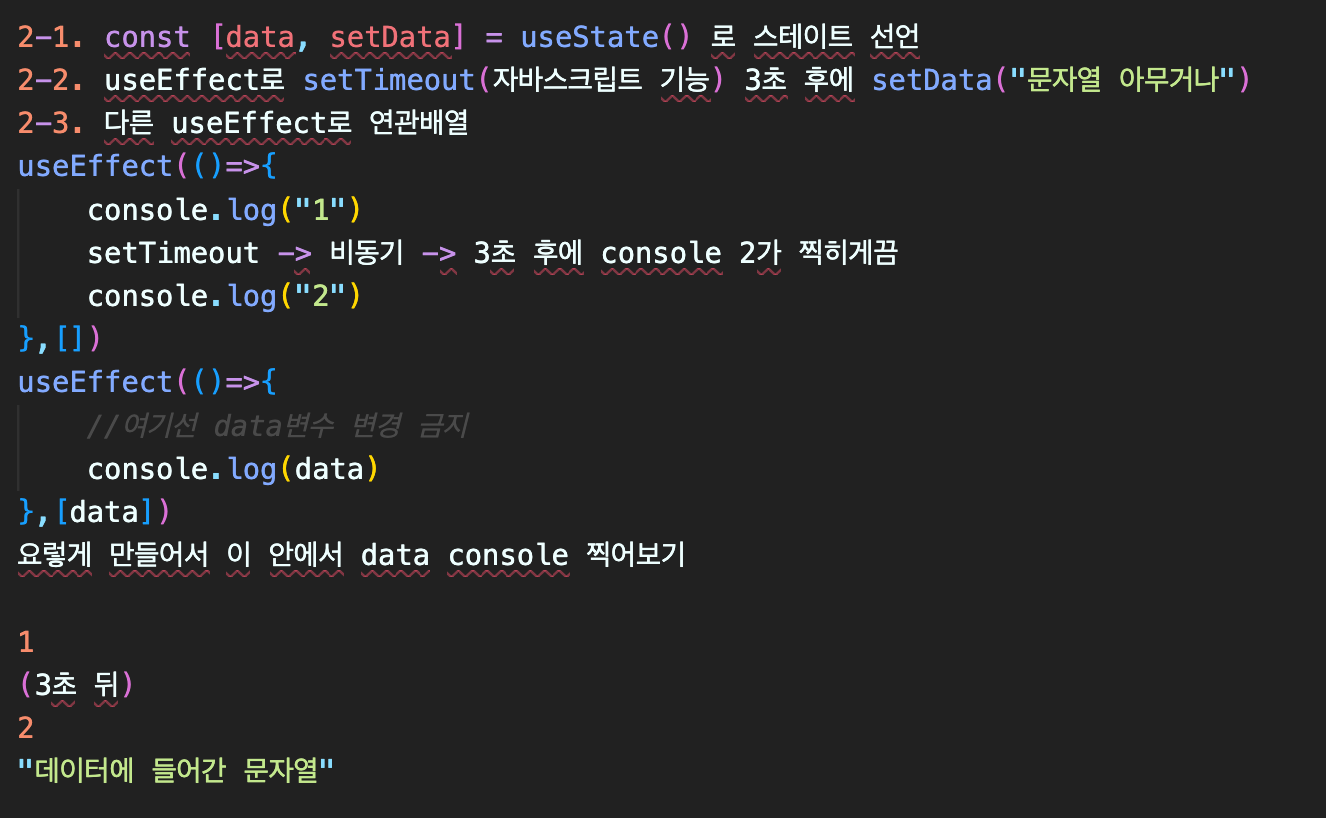 2-1. const [data, setData] = useState() 로 스테이트 선언
2-2. useEffect로 setTimeout(자바스크립트 기능) 3초 후에 setData("문자열 아무거나")
2-3. 다른 useEffect로 연관배열
useEffect(()=>{
console.log("1")
setTimeout -> 비동기 -> 3초 후에 console 2가 찍히게끔
console.log("2")
},[])
useEffect(()=>{
//여기선 data변수 변경 금지
console.log(data)
},[data])
요렇게 만들어서 이 안에서 data console 찍어보기
1
(3초 뒤)
2
"데이터에 들어간 문자열"